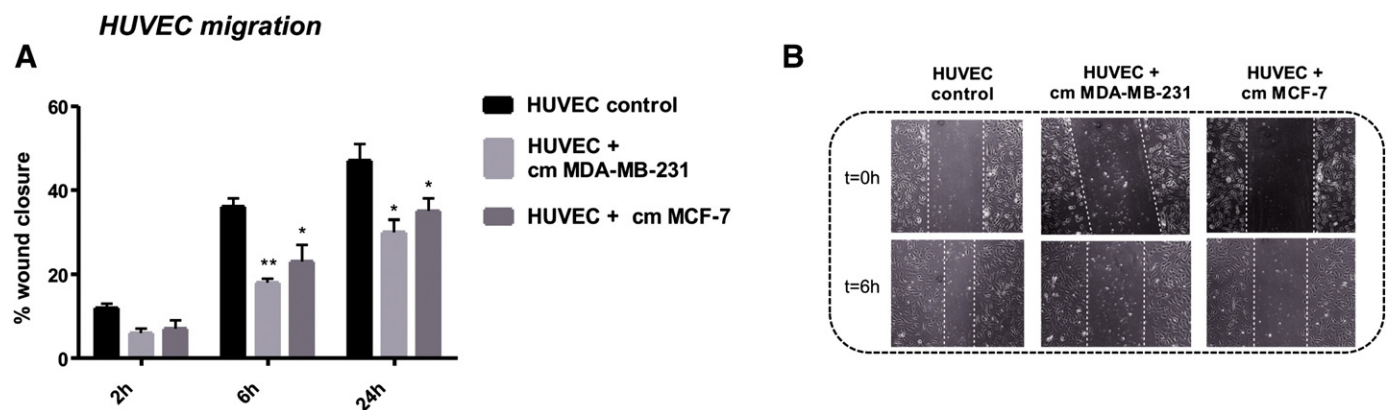 HUVEC migration
A
% wound closure
60
40
20
0
2h
6h
24h
**
*
*
*
HUVEC control
HUVEC +
cm MDA-MB-231
HUVEC + cm MCF-7
B
HUVEC
control
HUVEC +
cm MDA-MB-231
HUVEC +
cm MCF-7
t=0h
t=6h